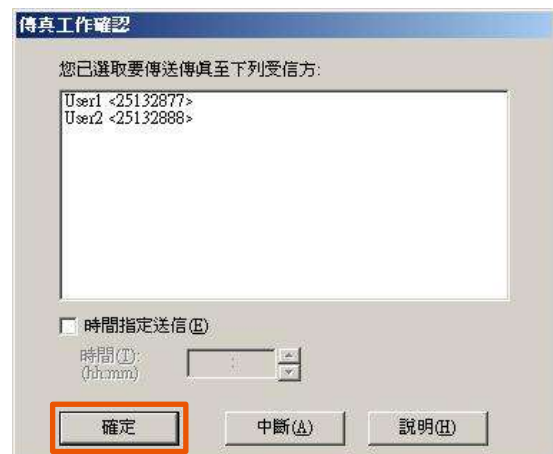 傳真工作確認
您已選取要傳送傳真至下列受信方:
User1 <25132877>
User2 <25132888>
時間指定送信(E)
時間(T):
(hh:mm)
:
確定
中斷(A)
說明(H)